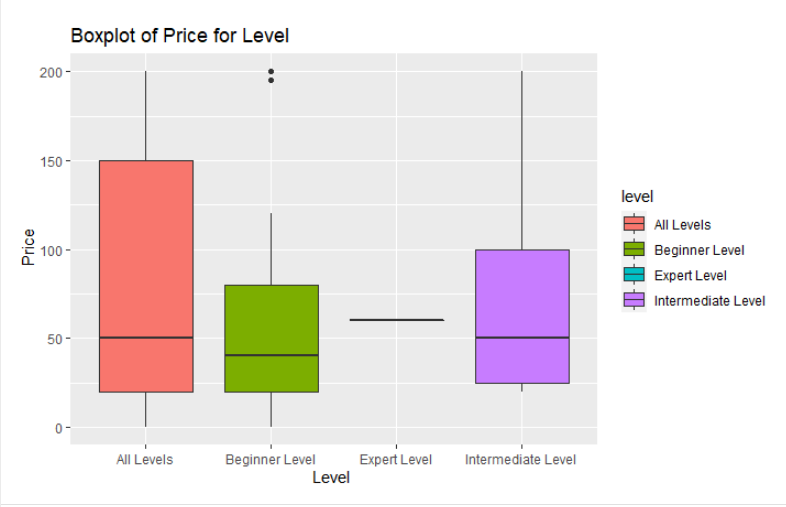 Boxplot of Price for Level
200
150
100
50
0
Price
All Levels
Beginner Level
Expert Level
Intermediate Level
Level
level
All Levels
Beginner Level
Expert Level
Intermediate Level